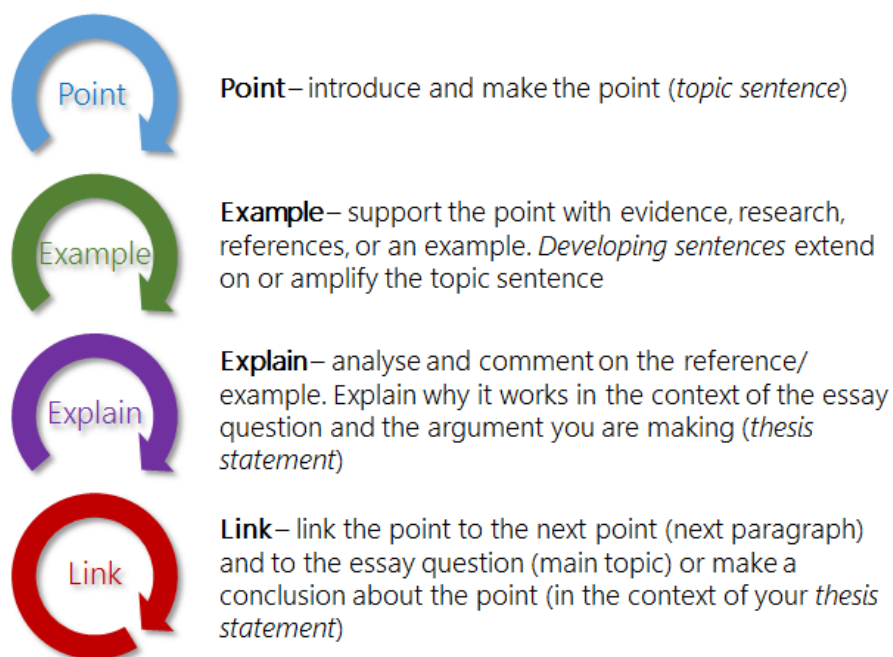 Point
Point– introduce and make the point (topic sentence)
Example
Example– support the point with evidence, research,
references, or an example. Developing sentences extend
on or amplify the topic sentence
Explain
Explain– analyse and comment on the reference/
example. Explain why it works in the context of the essay
question and the argument you are making (thesis
statement)
Link
Link– link the point to the next point (next paragraph)
and to the essay question (main topic) or make a
conclusion about the point (in the context of your thesis
statement)